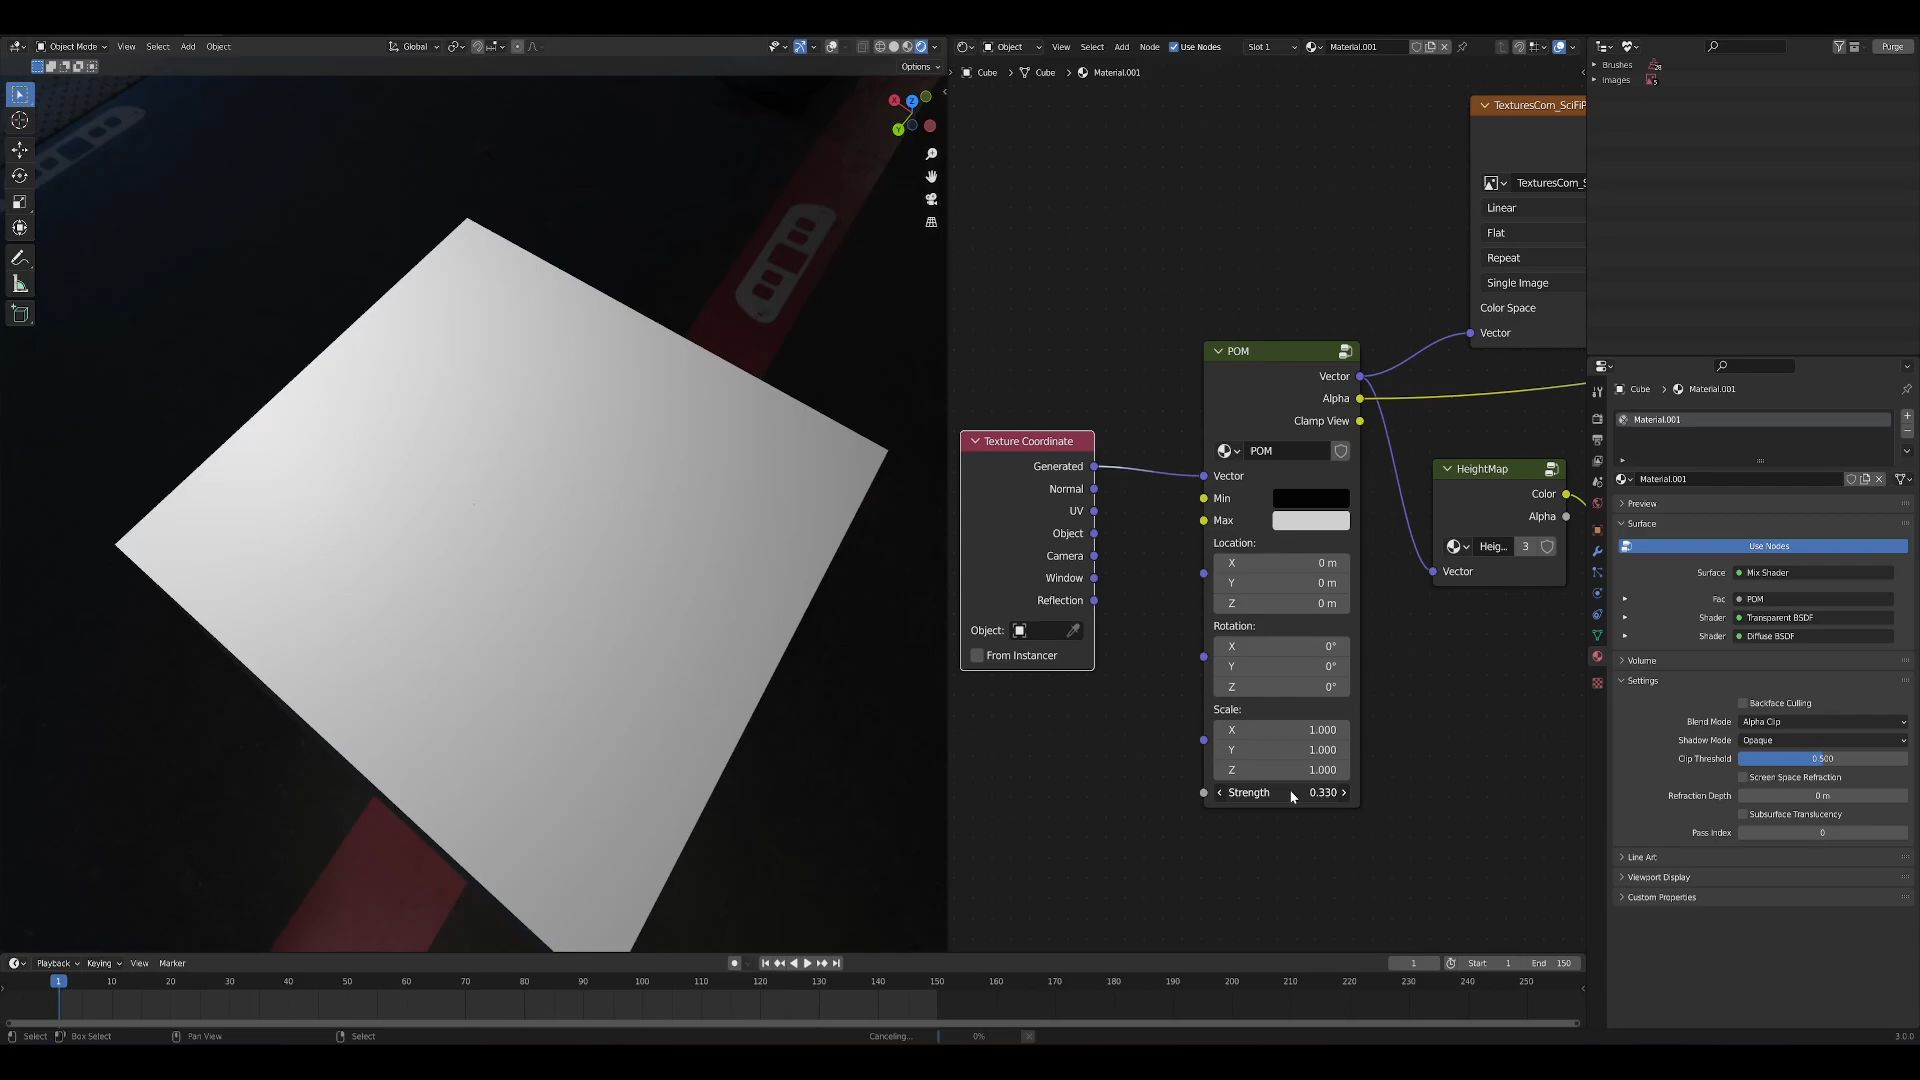 Object Mode View Select Add Object Global
Options
X Z Y
Object View Select Add Node Use Nodes Slot 1 Material.001
Cube > Cube > Material.001
Purge
Brushes 28
Images 5
TexturesCom_SciFiP
TexturesCom_S
Linear
Flat
Repeat
Single Image
Color Space
Vector
POM
Vector
Alpha
Clamp View
POM
Vector
Min
Max
Location:
X 0 m
Y 0 m
Z 0 m
Rotation:
X 0°
Y 0°
Z 0°
Scale:
X 1.000
Y 1.000
Z 1.000
Strength 0.330
Texture Coordinate
Generated
Normal
UV
Object
Camera
Window
Reflection
Object:
From Instancer
HeightMap
Color
Alpha
Heig... 3
Vector
Cube > Material.001
Material.001
Material.001
Preview
Surface
Use Nodes
Surface Mix Shader
Fac POM
Shader Transparent BSDF
Shader Diffuse BSDF
Volume
Settings
Backface Culling
Blend Mode Alpha Clip
Shadow Mode Opaque
Clip Threshold 0.500
Screen Space Refraction
Refraction Depth 0 m
Subsurface Translucency
Pass Index 0
Line Art
Viewport Display
Custom Properties
Playback Keying View Marker 1 Start 1 End 150
1 10 20 30 40 50 60 70 80 90 100 110 120 130 140 150 160 170 180 190 200 210 220 230 240 250
Select Box Select Pan View Select Canceling... 0% 3.0.0